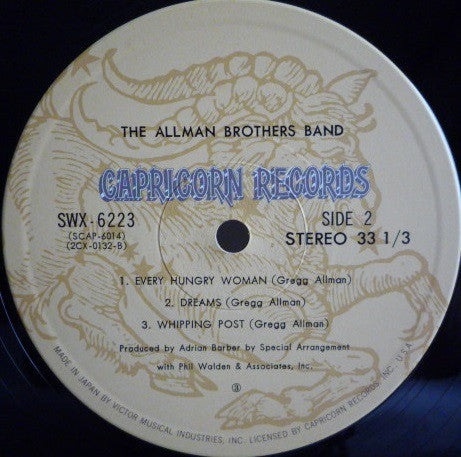 THE ALLMAN BROTHERS BAND
CAPRICORN RECORDS
SWX-6223
(SCAP-6014)
(2CX-0132-B)
SIDE 2
STEREO 33 1/3
1. EVERY HUNGRY WOMAN (Gregg Allman)
2. DREAMS (Gregg Allman)
3. WHIPPING POST (Gregg Allman)
Produced by Adrian Barber by Special Arrangement
with Phil Walden & Associates, Inc.
③
MADE IN JAPAN BY VICTOR MUSICAL INDUSTRIES, INC. LICENSED BY CAPRICORN RECORDS, INC. U.S.A